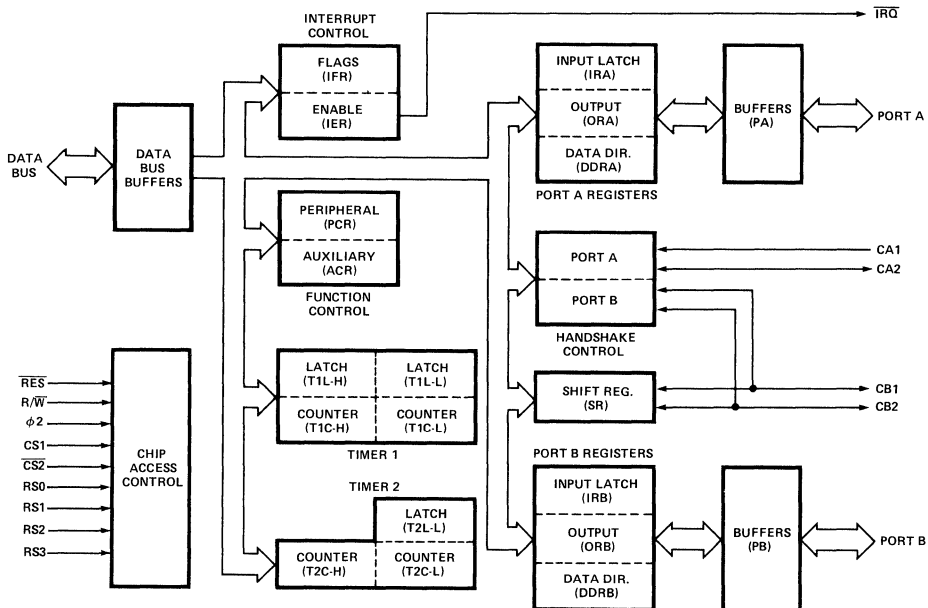 INTERRUPT
CONTROL
FLAGS
(IFR)
ENABLE
(IER)
IRQ
DATA
BUS
DATA
BUS
BUFFERS
PERIPHERAL
(PCR)
AUXILIARY
(ACR)
FUNCTION
CONTROL
LATCH
(T1L-H)
LATCH
(T1L-L)
COUNTER
(T1C-H)
COUNTER
(T1C-L)
TIMER 1
TIMER 2
LATCH
(T2L-L)
COUNTER
(T2C-H)
COUNTER
(T2C-L)
RES
R/W
φ2
CS1
CS2
RS0
RS1
RS2
RS3
CHIP
ACCESS
CONTROL
INPUT LATCH
(IRA)
OUTPUT
(ORA)
DATA DIR.
(DDRA)
PORT A REGISTERS
BUFFERS
(PA)
PORT A
PORT A
PORT B
HANDSHAKE
CONTROL
CA1
CA2
SHIFT REG.
(SR)
CB1
CB2
PORT B REGISTERS
INPUT LATCH
(IRB)
OUTPUT
(ORB)
DATA DIR.
(DDRB)
BUFFERS
(PB)
PORT B